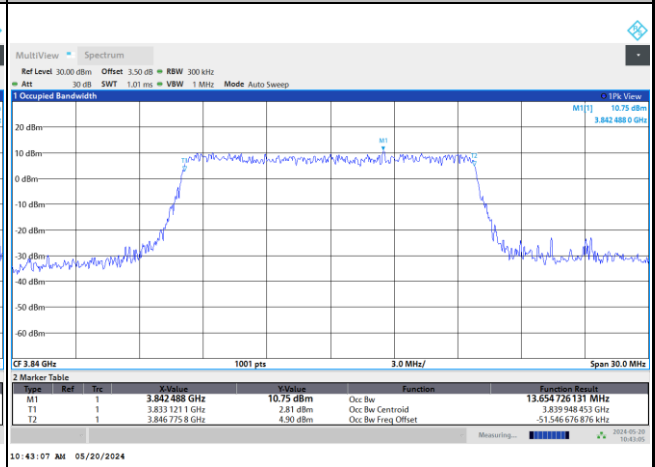 MultiView Spectrum
Ref Level 30.00 dBm Offset 3.50 dB RBW 300 kHz
Att 30 dB SWT 1.01 ms VBW 1 MHz Mode Auto Sweep
1 Occupied Bandwidth 1Pk View
M1[1] 10.75 dBm
3.842 488 0 GHz
20 dBm
M1
10 dBm
T1 T2
0 dBm
-10 dBm
-20 dBm
-30 dBm
-40 dBm
-50 dBm
-60 dBm
CF 3.84 GHz 1001 pts 3.0 MHz/ Span 30.0 MHz
2 Marker Table
Type Ref Trc X-Value Y-Value Function Function Result
M1 1 3.842 488 GHz 10.75 dBm Occ Bw 13.654 726 131 MHz
T1 1 3.833 121 1 GHz 2.81 dBm Occ Bw Centroid 3.839 948 453 GHz
T2 1 3.846 775 8 GHz 4.90 dBm Occ Bw Freq Offset -51.546 676 876 kHz
Measuring... 2024-05-20
10:43:05
10:43:07 AM 05/20/2024